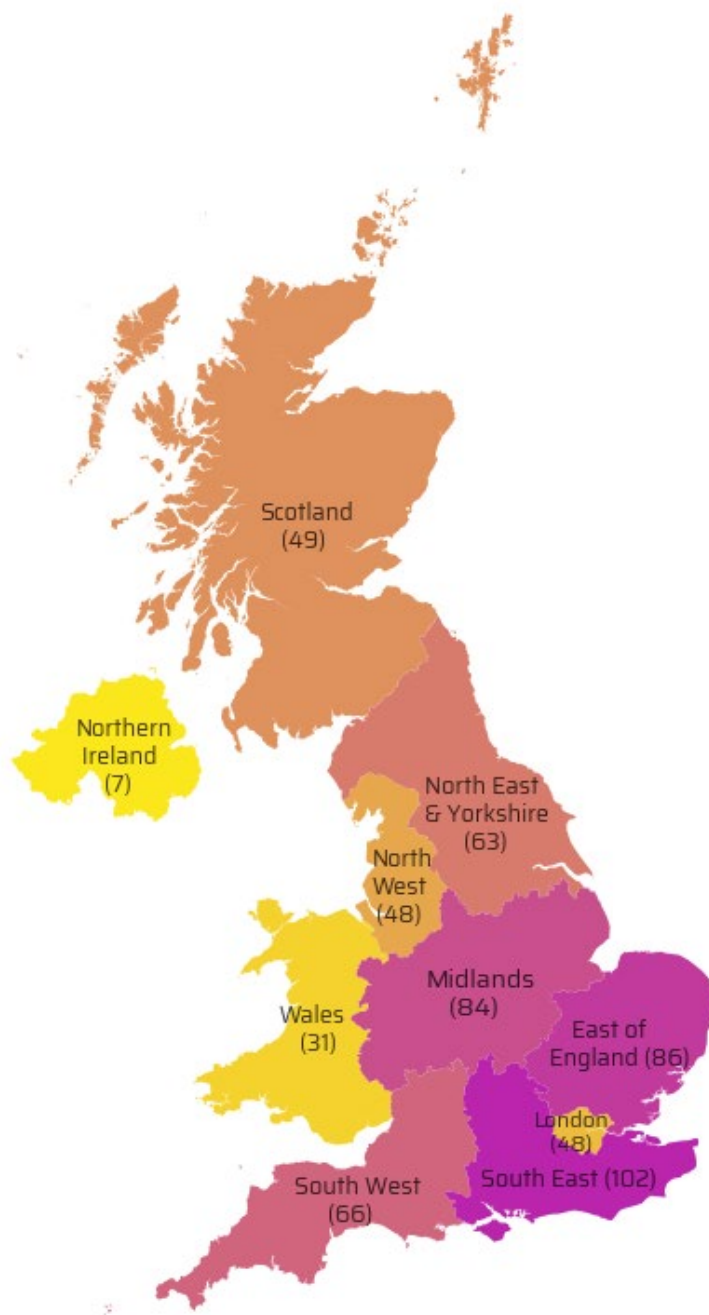 Scotland
(49)
Northern
Ireland
(7)
North East
& Yorkshire
(63)
North
West
(48)
Midlands
(84)
Wales
(31)
East of
England (86)
London
(48)
South East (102)
South West
(66)